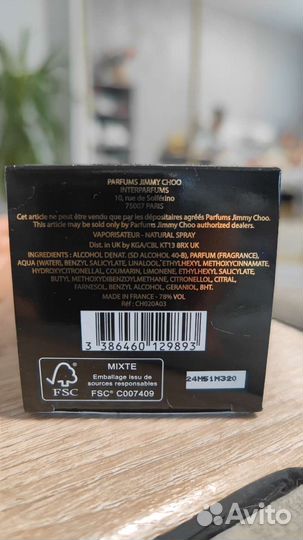 PARFUMS JIMMY CHOO
INTERPARFUMS
10, rue de Solférino
75007 PARIS
Cet article ne peut être vendu que par les dépositaires agréés Parfums Jimmy Choo.
This article may be sold only by Parfums Jimmy Choo authorized dealers.
VAPORISATEUR - NATURAL SPRAY
Dist. in UK by KGA/CBL KT13 8RX UK
INGREDIENTS : ALCOHOL DENAT. (SD ALCOHOL 40-B), PARFUM (FRAGRANCE),
AQUA (WATER), BENZYL SALICYLATE, LINALOOL, ETHYLHEXYL METHOXYCINNAMATE,
HYDROXYCITRONELLAL, COUMARIN, LIMONENE, ETHYLHEXYL SALICYLATE,
BUTYL METHOXYDIBENZOYLMETHANE, CITRONELLOL, CITRAL,
FARNESOL, BENZYL ALCOHOL, GERANIOL, BHT.
MADE IN FRANCE - 78% VOL
Réf : CH020A03
3 386460 129893
MIXTE
Emballage issu de
sources responsables
FSC
FSC® C007409
24M51M320
Avito